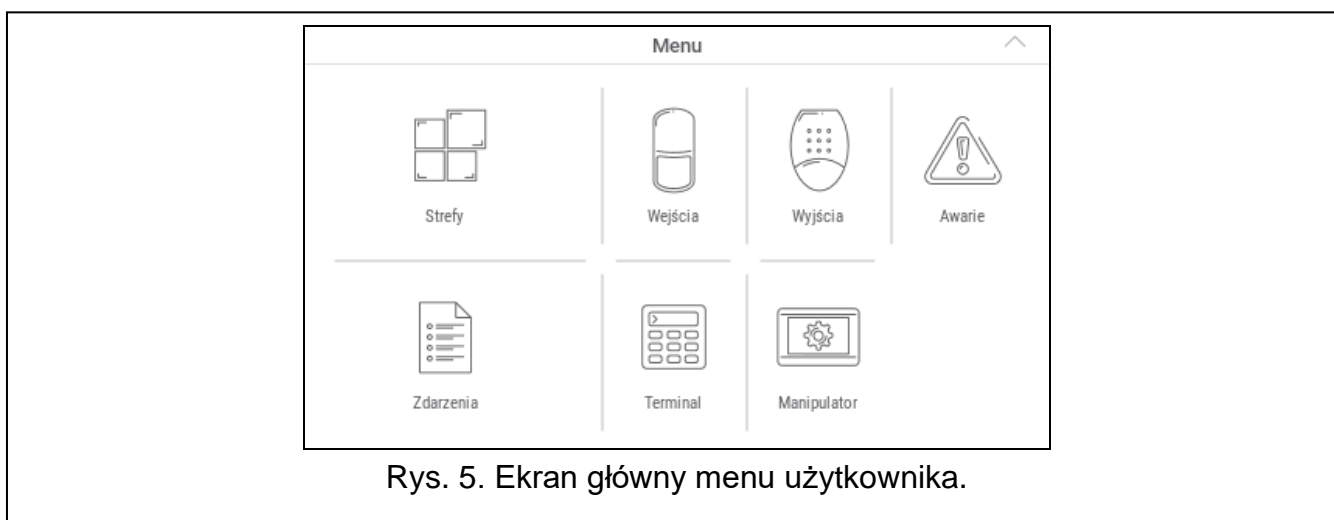 Menu
Strefy
Wejścia
Wyjścia
Awarie
Zdarzenia
Terminal
Manipulator
Rys. 5. Ekran główny menu użytkownika.